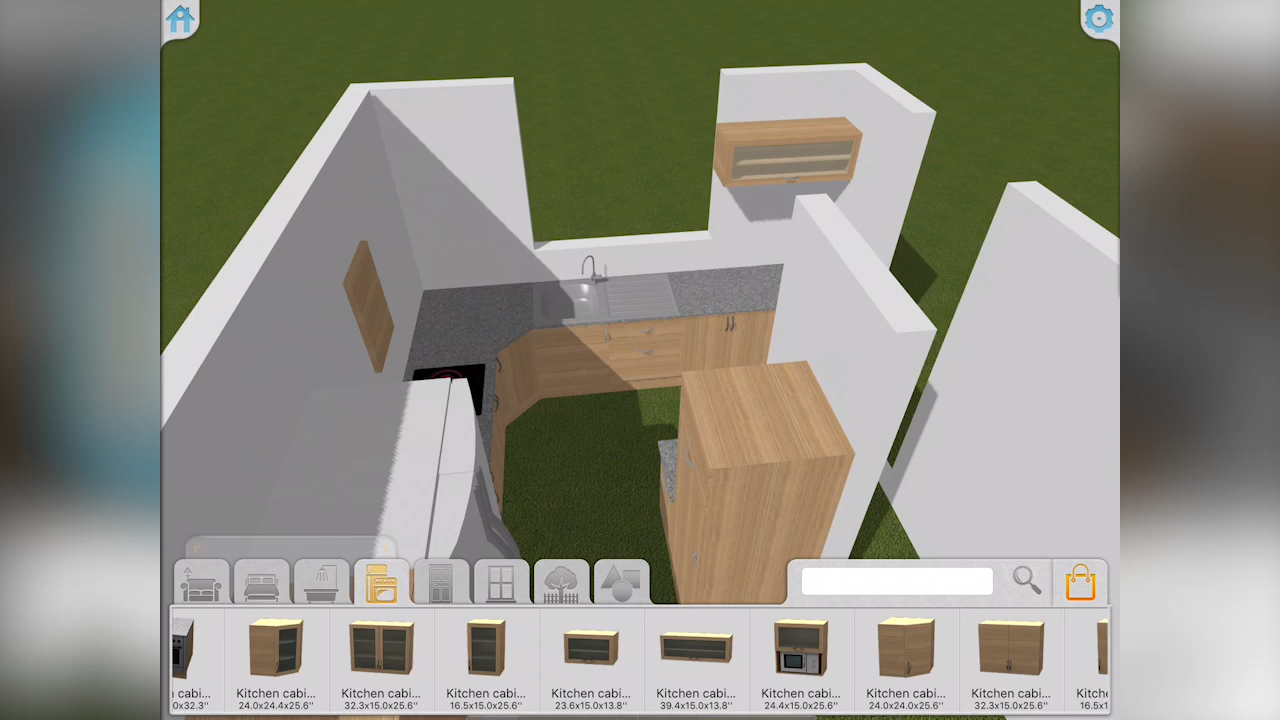 ı cabi...
0x32.3"
Kitchen cabi...
24.0x24.4x25.6"
Kitchen cabi...
32.3x15.0x25.6"
Kitchen cabi...
16.5x15.0x25.6"
Kitchen cabi...
23.6x15.0x13.8"
Kitchen cabi...
39.4x15.0x13.8"
Kitchen cabi...
24.4x15.0x25.6"
Kitchen cabi...
24.0x24.0x25.6"
Kitchen cabi...
32.3x15.0x25.6"
Kitche
16.5x1